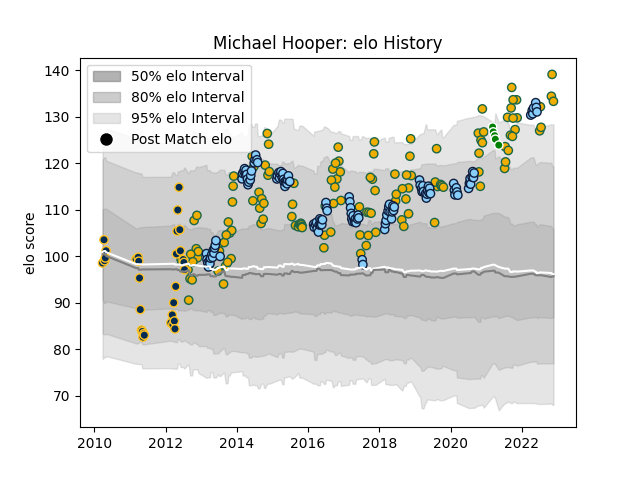 Michael Hooper: elo History
50% elo Interval
80% elo Interval
95% elo Interval
Post Match elo
elo score
140
130
120
110
100
90
80
70
2010
2012
2014
2016
2018
2020
2022